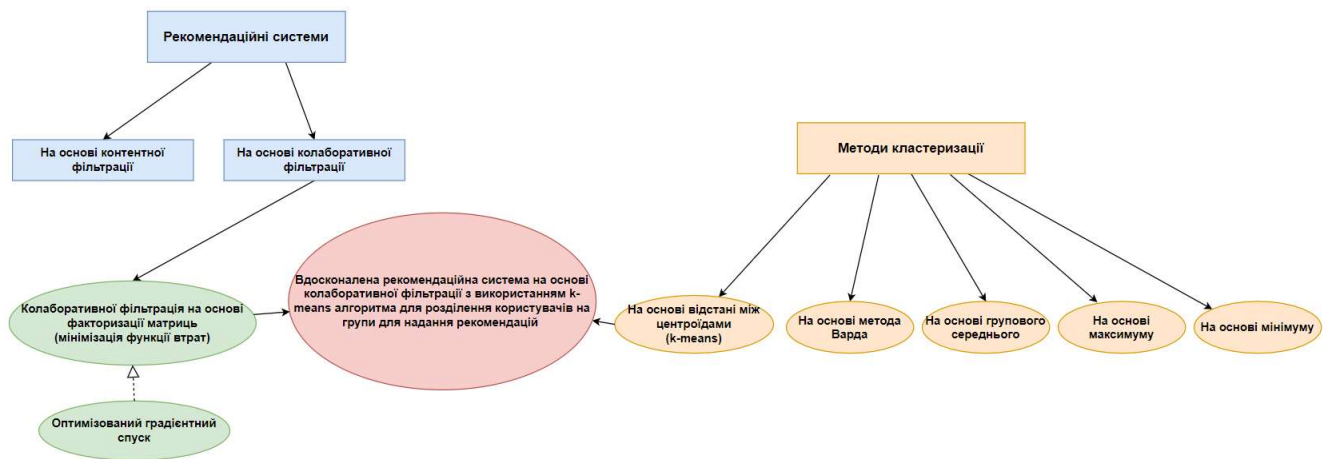 Рекомендаційні системи
На основі контентної
фільтрації
На основі колаборативної
фільтрації
Методи кластеризації
Вдосконалена рекомендаційна система на основі
колаборативної фільтрації з використанням k-
means алгоритма для розділення користувачів на
групи для надання рекомендацій
Колаборативної фільтрація на основі
факторизації матриць
(мінімізація функції втрат)
На основі відстані між
центроїдами
(k-means)
На основі метода
Варда
На основі групового
середнього
На основі
максимуму
На основі мінімуму
Оптимізований градієнтний
спуск